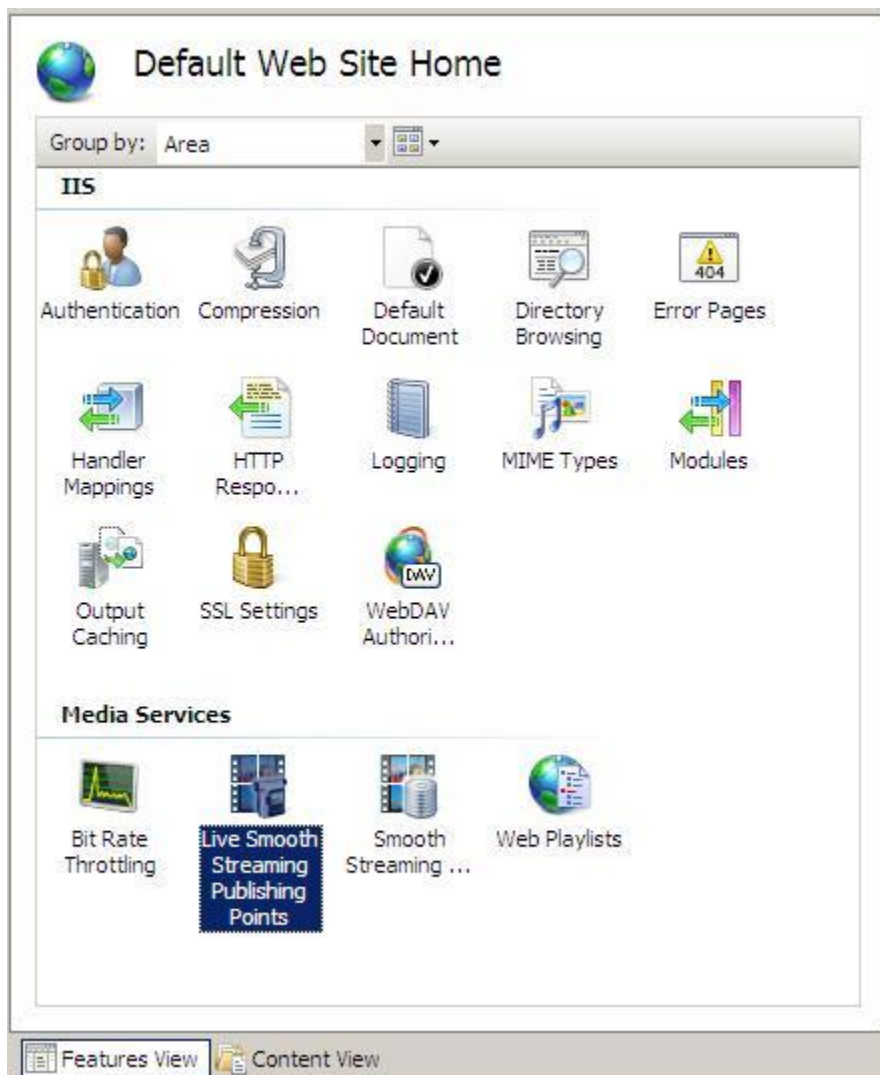 Default Web Site Home
Group by: Area
IIS
Authentication Compression Default Document Directory Browsing Error Pages
404
Handler Mappings HTTP Respo... Logging MIME Types Modules
Output Caching SSL Settings WebDAV Authori...
DAV
Media Services
Bit Rate Throttling Live Smooth Streaming Publishing Points Smooth Streaming ... Web Playlists
Features View Content View